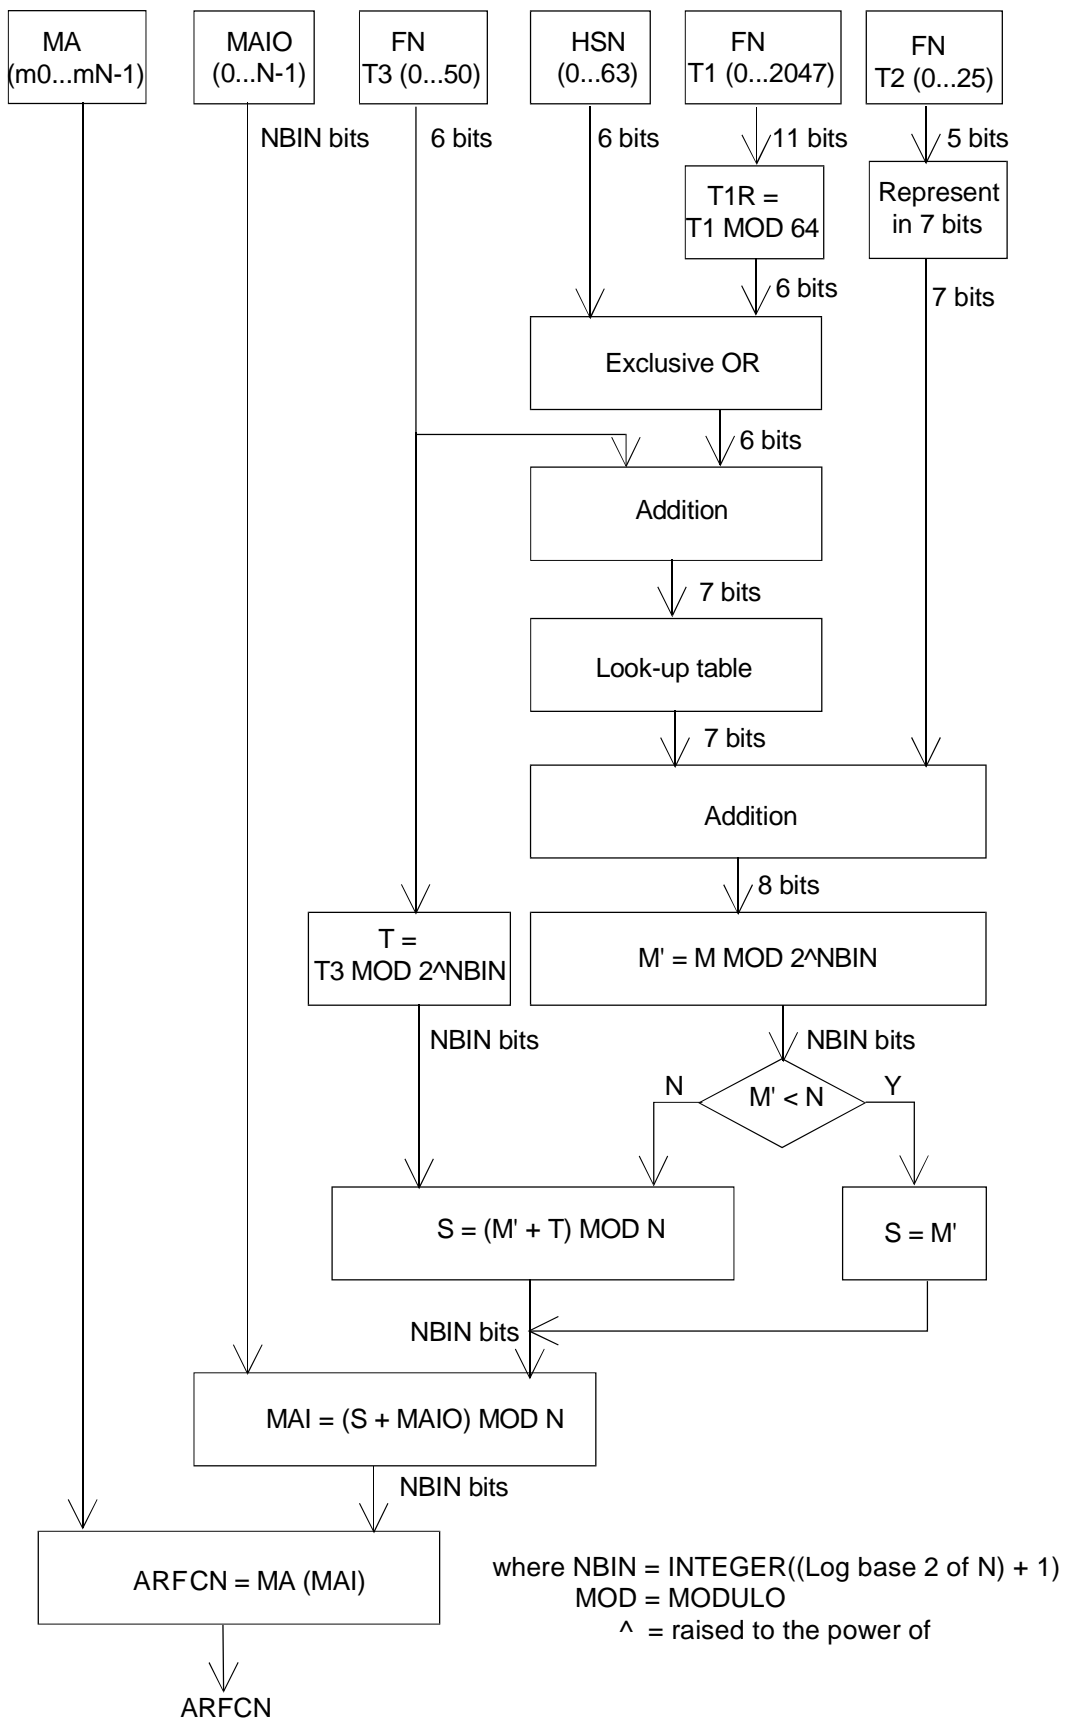 MA
(m0...mN-1)
MAIO
(0...N-1)
FN
T3 (0...50)
HSN
(0...63)
FN
T1 (0...2047)
FN
T2 (0...25)
NBIN bits
6 bits
6 bits
11 bits
5 bits
T1R =
T1 MOD 64
Represent
in 7 bits
6 bits
7 bits
Exclusive OR
6 bits
Addition
7 bits
Look-up table
7 bits
Addition
8 bits
T =
T3 MOD 2^NBIN
M' = M MOD 2^NBIN
NBIN bits
NBIN bits
N
M' < N
Y
S = (M' + T) MOD N
S = M'
NBIN bits
MAI = (S + MAIO) MOD N
NBIN bits
ARFCN = MA (MAI)
where NBIN = INTEGER((Log base 2 of N) + 1)
MOD = MODULO
^ = raised to the power of
ARFCN